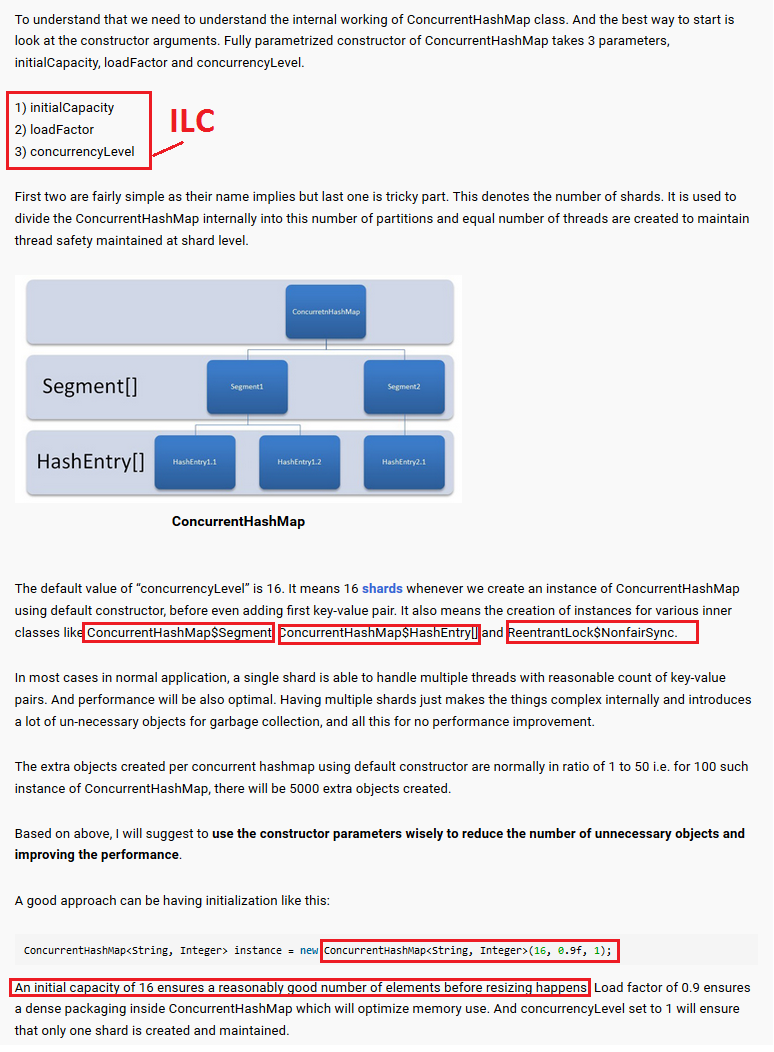 To understand that we need to understand the internal working of ConcurrentHashMap class. And the best way to start is
look at the constructor arguments. Fully parametrized constructor of ConcurrentHashMap takes 3 parameters,
initialCapacity, loadFactor and concurrencyLevel.
1) initialCapacity
2) loadFactor
3) concurrencyLevel
ILC
First two are fairly simple as their name implies but last one is tricky part. This denotes the number of shards. It is used to
divide the ConcurrentHashMap internally into this number of partitions and equal number of threads are created to maintain
thread safety maintained at shard level.
ConcurretnHashMap
Segment[]
Segment1
Segment2
HashEntry[]
HashEntry1.1
HashEntry1.2
HashEntry2.1
ConcurrentHashMap
The default value of “concurrencyLevel” is 16. It means 16 shards whenever we create an instance of ConcurrentHashMap
using default constructor, before even adding first key-value pair. It also means the creation of instances for various inner
classes like ConcurrentHashMap$Segment ConcurrentHashMap$HashEntry[] and ReentrantLock$NonfairSync.
In most cases in normal application, a single shard is able to handle multiple threads with reasonable count of key-value
pairs. And performance will be also optimal. Having multiple shards just makes the things complex internally and introduces
a lot of un-necessary objects for garbage collection, and all this for no performance improvement.
The extra objects created per concurrent hashmap using default constructor are normally in ratio of 1 to 50 i.e. for 100 such
instance of ConcurrentHashMap, there will be 5000 extra objects created.
Based on above, I will suggest to use the constructor parameters wisely to reduce the number of unnecessary objects and
improving the performance.
A good approach can be having initialization like this:
ConcurrentHashMap<String, Integer> instance = new ConcurrentHashMap<String, Integer>(16, 0.9f, 1);
An initial capacity of 16 ensures a reasonably good number of elements before resizing happens Load factor of 0.9 ensures
a dense packaging inside ConcurrentHashMap which will optimize memory use. And concurrencyLevel set to 1 will ensure
that only one shard is created and maintained.